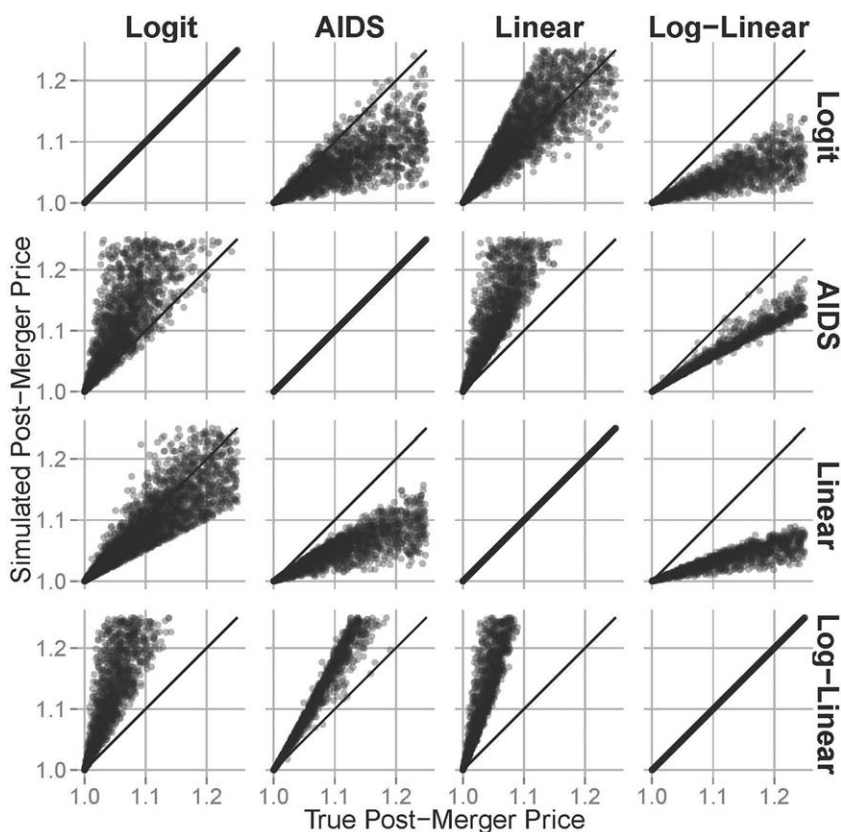 Logit AIDS Linear Log-Linear
Simulated Post-Merger Price
1.2
1.1
1.0
Logit
1.2
1.1
1.0
AIDS
1.2
1.1
1.0
Linear
1.2
1.1
1.0
Log-Linear
1.0 1.1 1.2 1.0 1.1 1.2 1.0 1.1 1.2 1.0 1.1 1.2
True Post-Merger Price